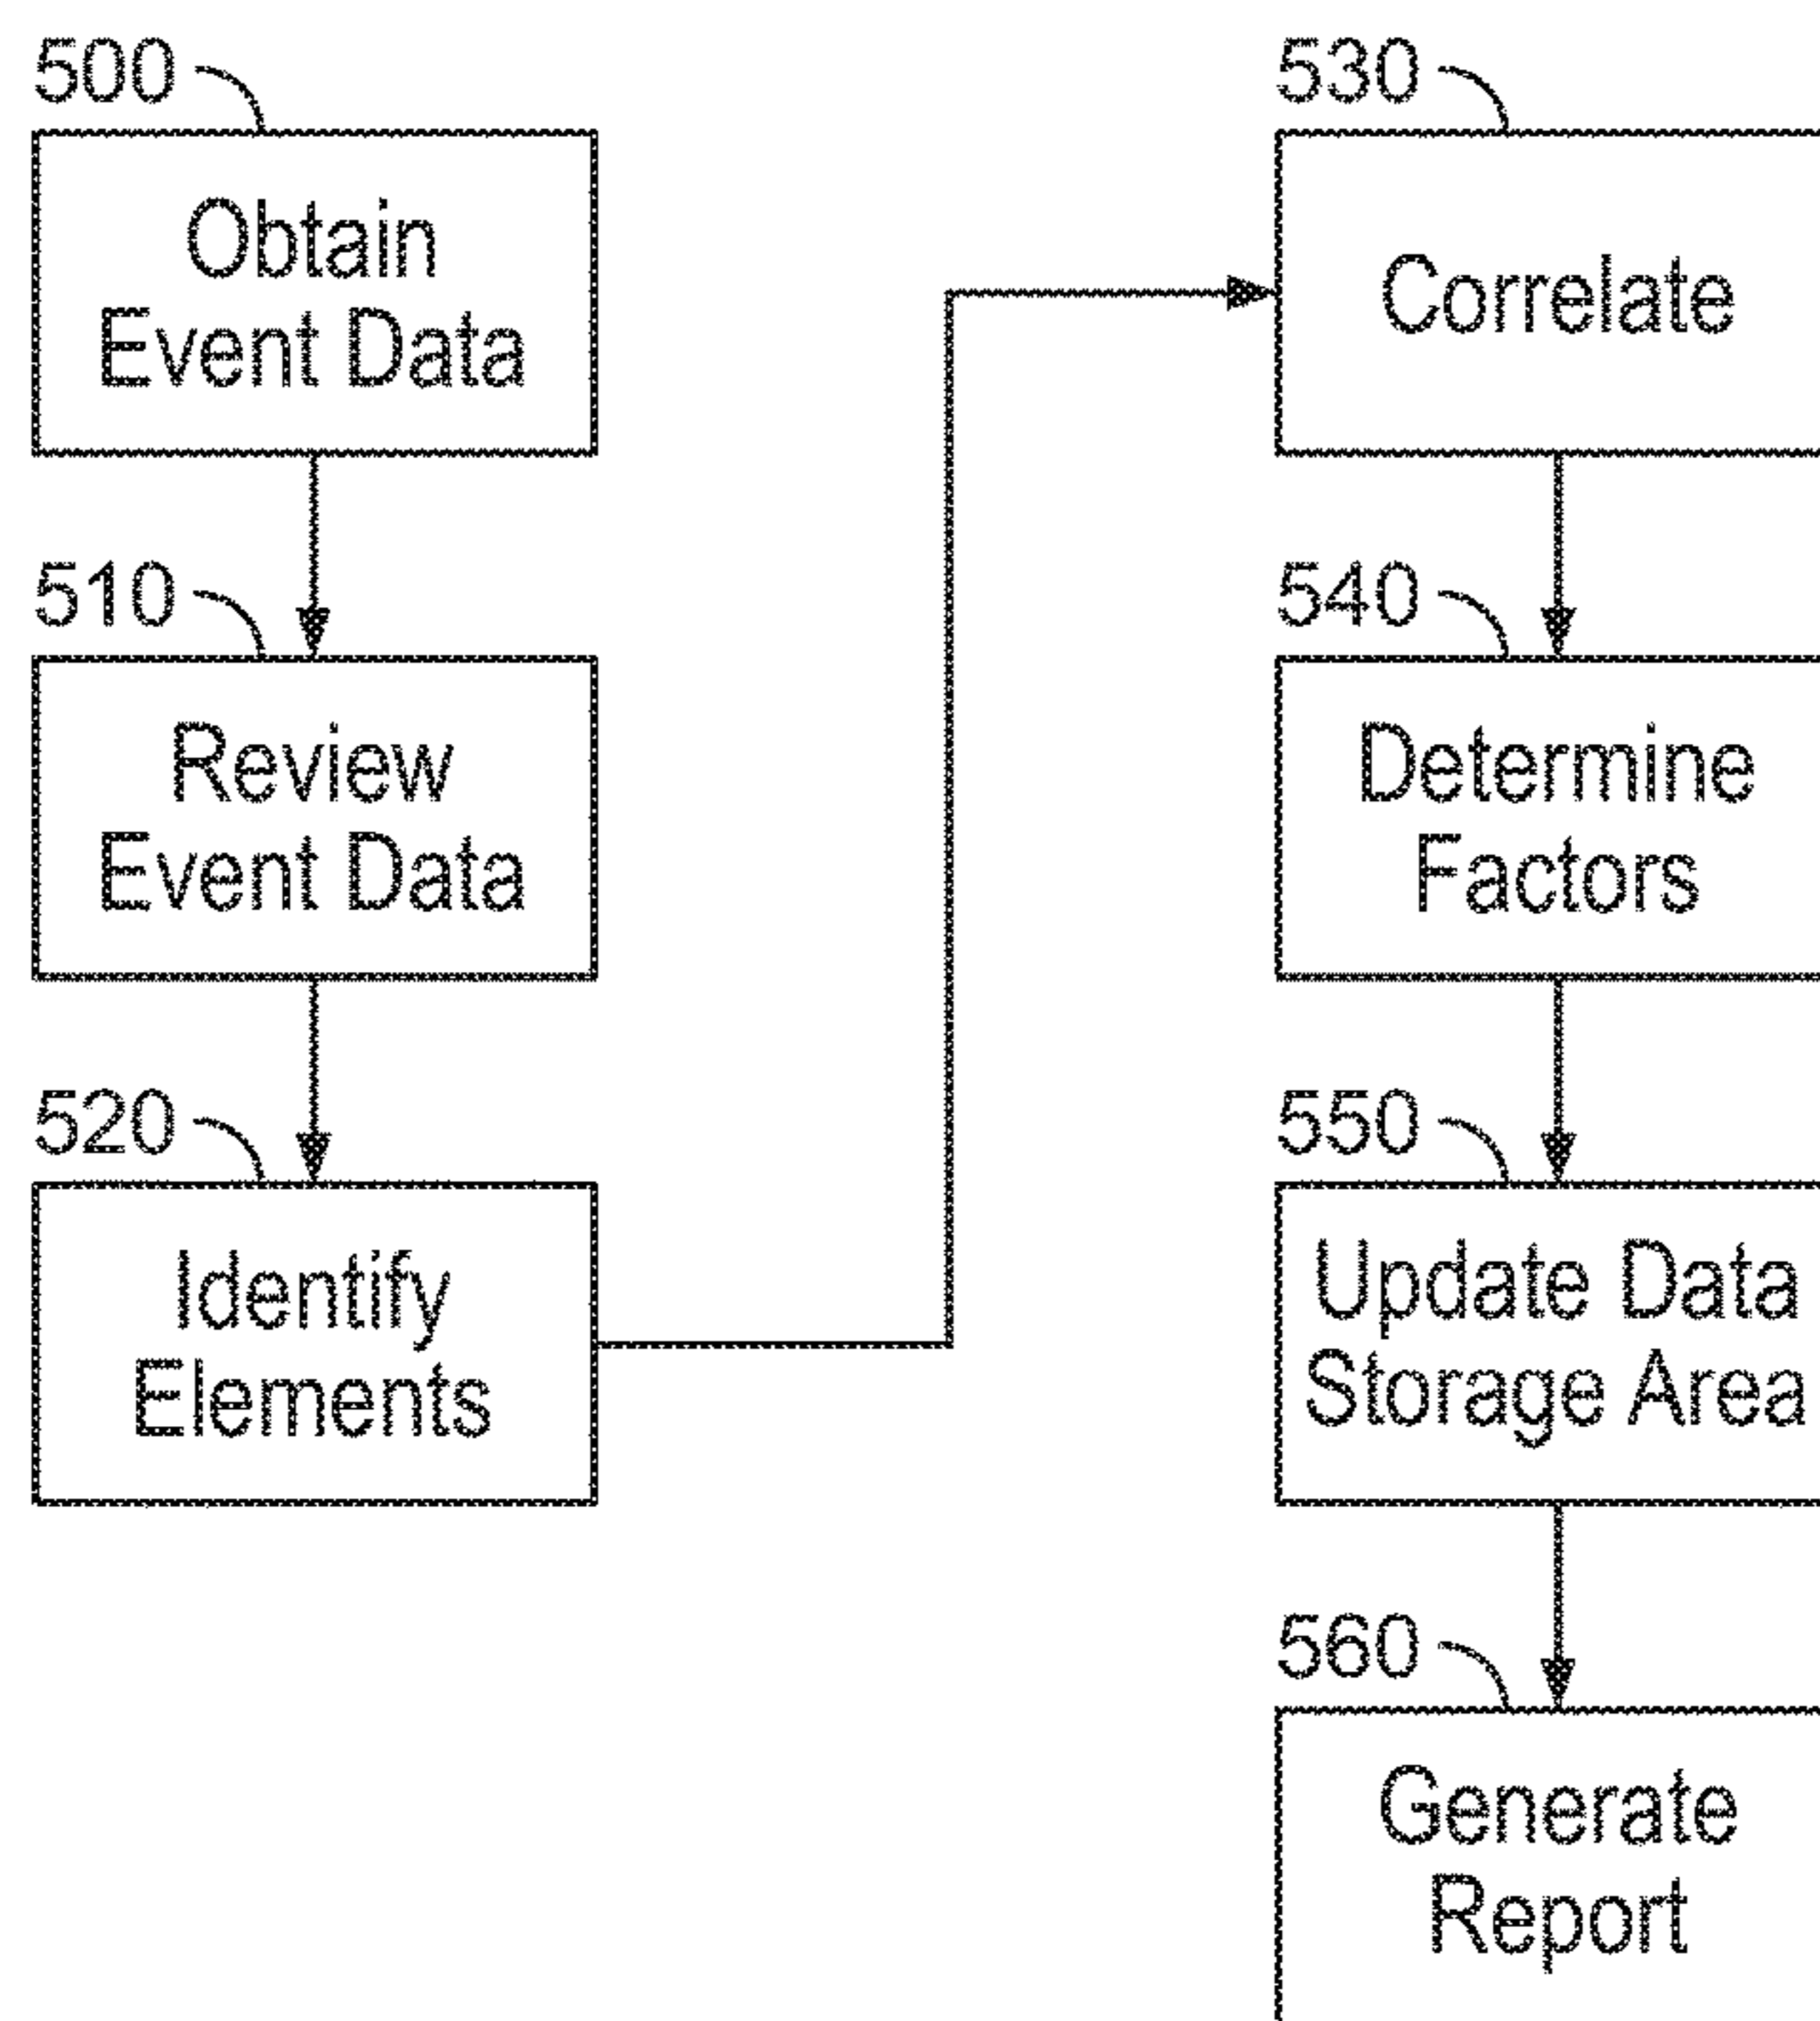 500
Obtain
Event Data
510
Review
Event Data
520
Identify
Elements
530
Correlate
540
Determine
Factors
550
Update Data
Storage Area
560
Generate
Report